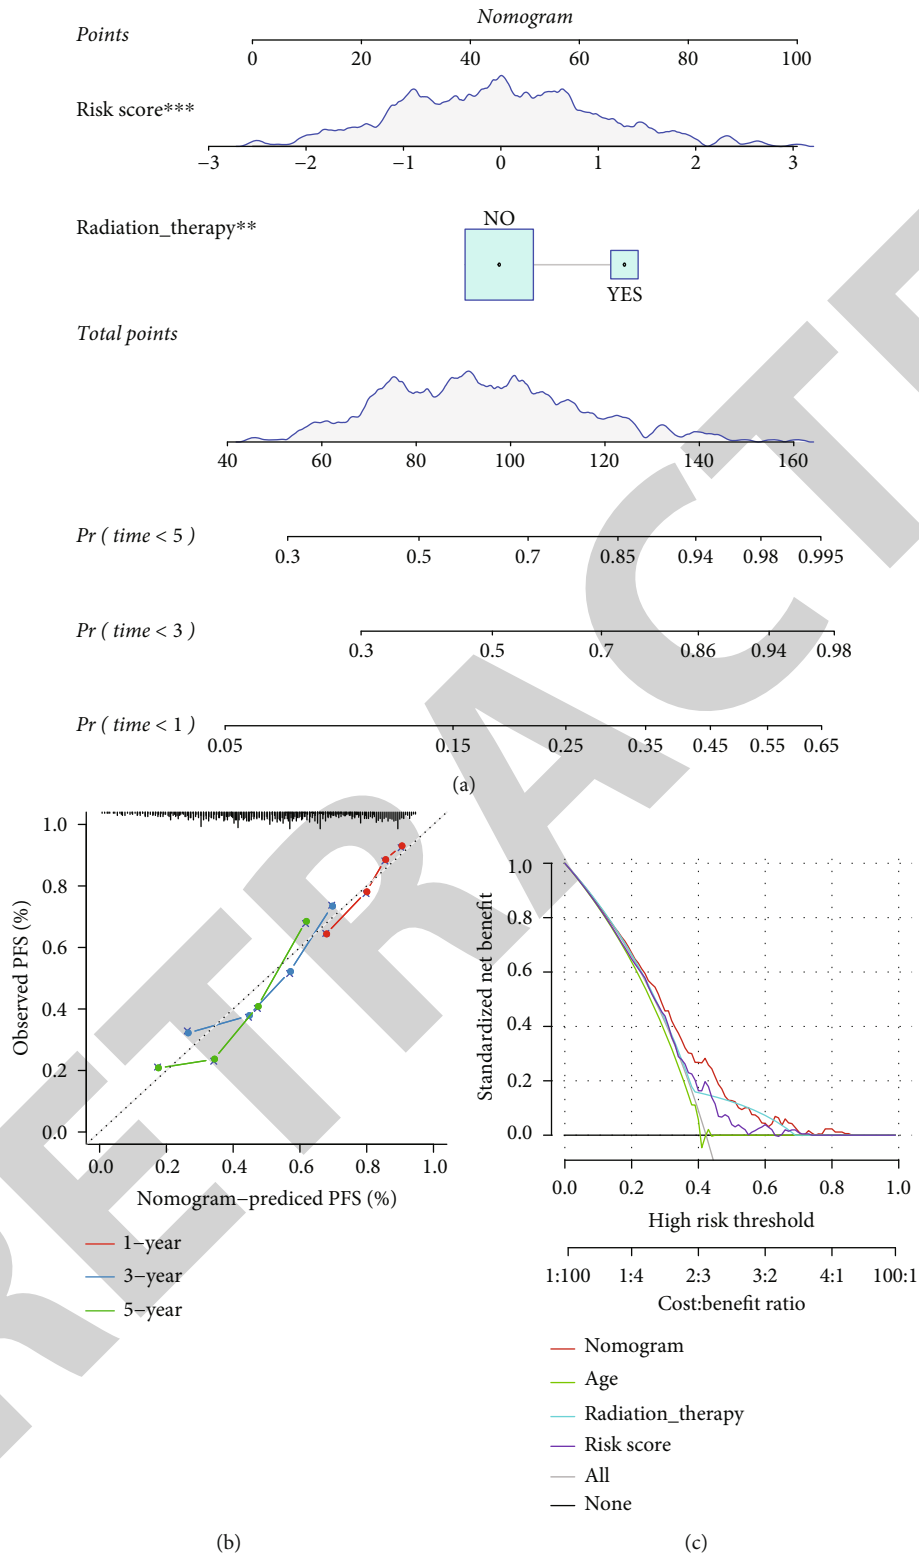 Nomogram
Points
0 20 40 60 80 100
Risk score***
−3 −2 −1 0 1 2 3
Radiation_therapy**
NO
YES
Total points
40 60 80 100 120 140 160
Pr ( time < 5 )
0.3 0.5 0.7 0.85 0.94 0.98 0.995
Pr ( time < 3 )
0.3 0.5 0.7 0.86 0.94 0.98
Pr ( time < 1 )
0.05 0.15 0.25 0.35 0.45 0.55 0.65
(a)
Observed PFS (%)
1.0
0.8
0.6
0.4
0.2
0.0
0.0 0.2 0.4 0.6 0.8 1.0
Nomogram−prediced PFS (%)
1−year
3−year
5−year
(b)
Standardized net benefit
1.0
0.8
0.6
0.4
0.2
0.0
0.0 0.2 0.4 0.6 0.8 1.0
High risk threshold
1:100 1:4 2:3 3:2 4:1 100:1
Cost:benefit ratio
Nomogram
Age
Radiation_therapy
Risk score
All
None
(c)
RETRACTE